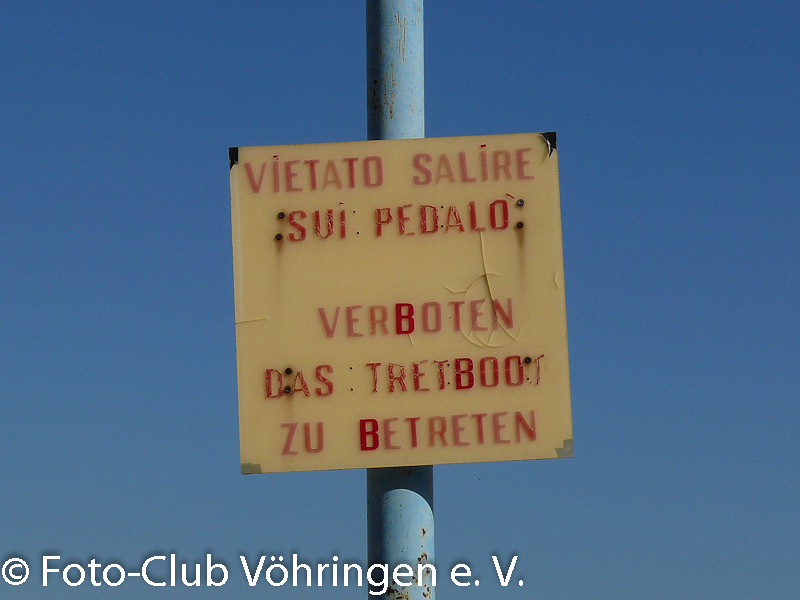 VIETATO SALIRE
SUI PEDALO'
VERBOTEN
DAS TRETBOOT
ZU BETRETEN
© Foto-Club Vöhringen e. V.